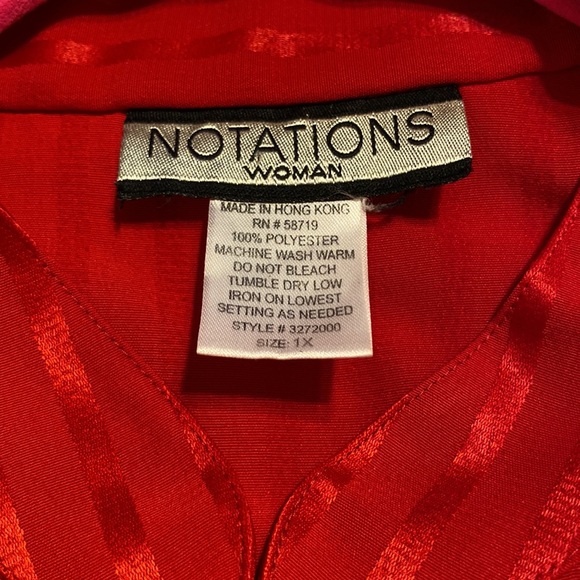 NOTATIONS
WOMAN
MADE IN HONG KONG
RN # 58719
100% POLYESTER
MACHINE WASH WARM
DO NOT BLEACH
TUMBLE DRY LOW
IRON ON LOWEST
SETTING AS NEEDED
STYLE # 3272000
SIZE: 1X